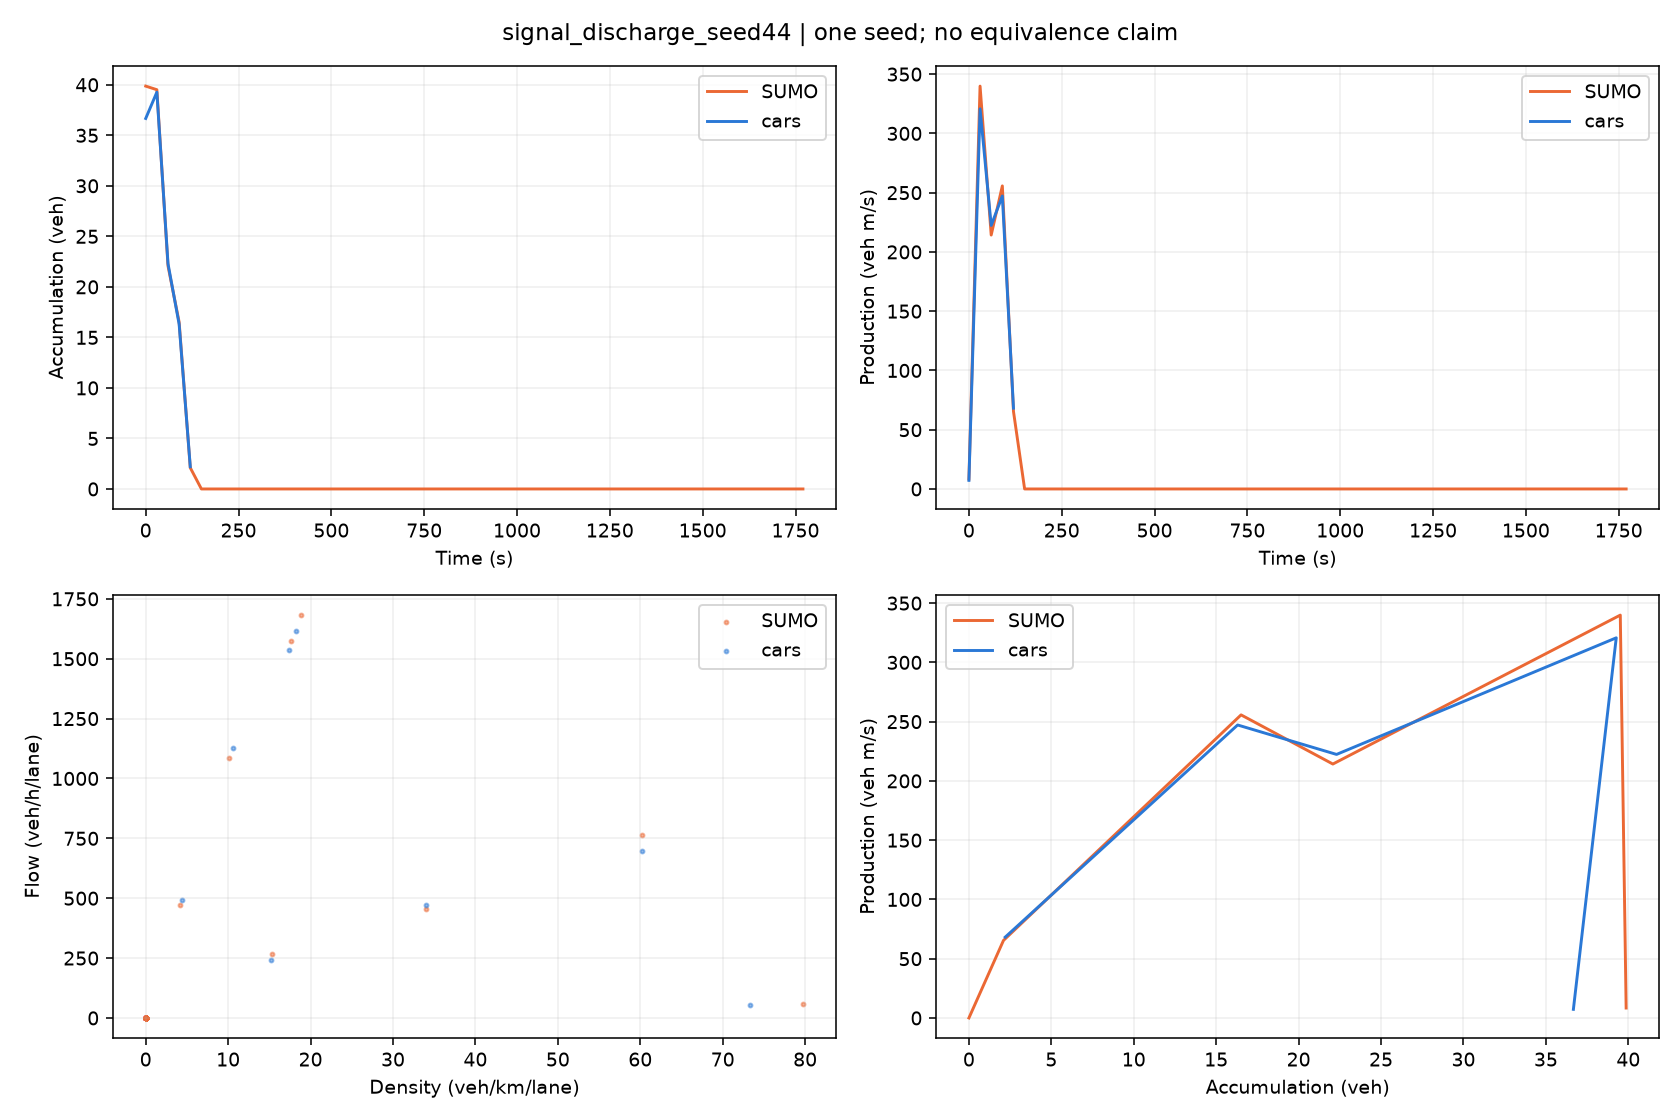 signal_discharge_seed44 | one seed; no equivalence claim
Accumulation (veh)
40
35
30
25
20
15
10
5
0
SUMO
cars
0 250 500 750 1000 1250 1500 1750
Time (s)
Production (veh m/s)
350
300
250
200
150
100
50
0
SUMO
cars
0 250 500 750 1000 1250 1500 1750
Time (s)
Flow (veh/h/lane)
1750
1500
1250
1000
750
500
250
0
SUMO
cars
0 10 20 30 40 50 60 70 80
Density (veh/km/lane)
Production (veh m/s)
350
300
250
200
150
100
50
0
SUMO
cars
0 5 10 15 20 25 30 35 40
Accumulation (veh)